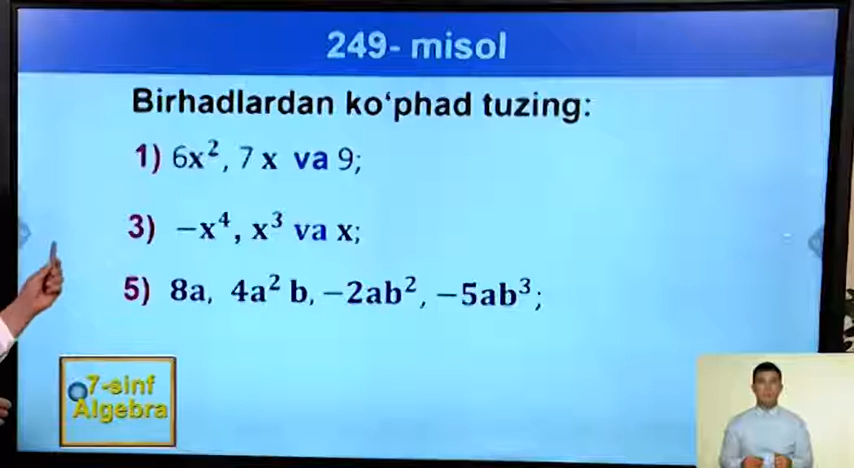 249- misol
Birhadlardan ko‘phad tuzing:
1) 6x², 7 x va 9;
3) −x⁴, x³ va x;
5) 8a, 4a² b, −2ab², −5ab³;
7-sinf
Algebra